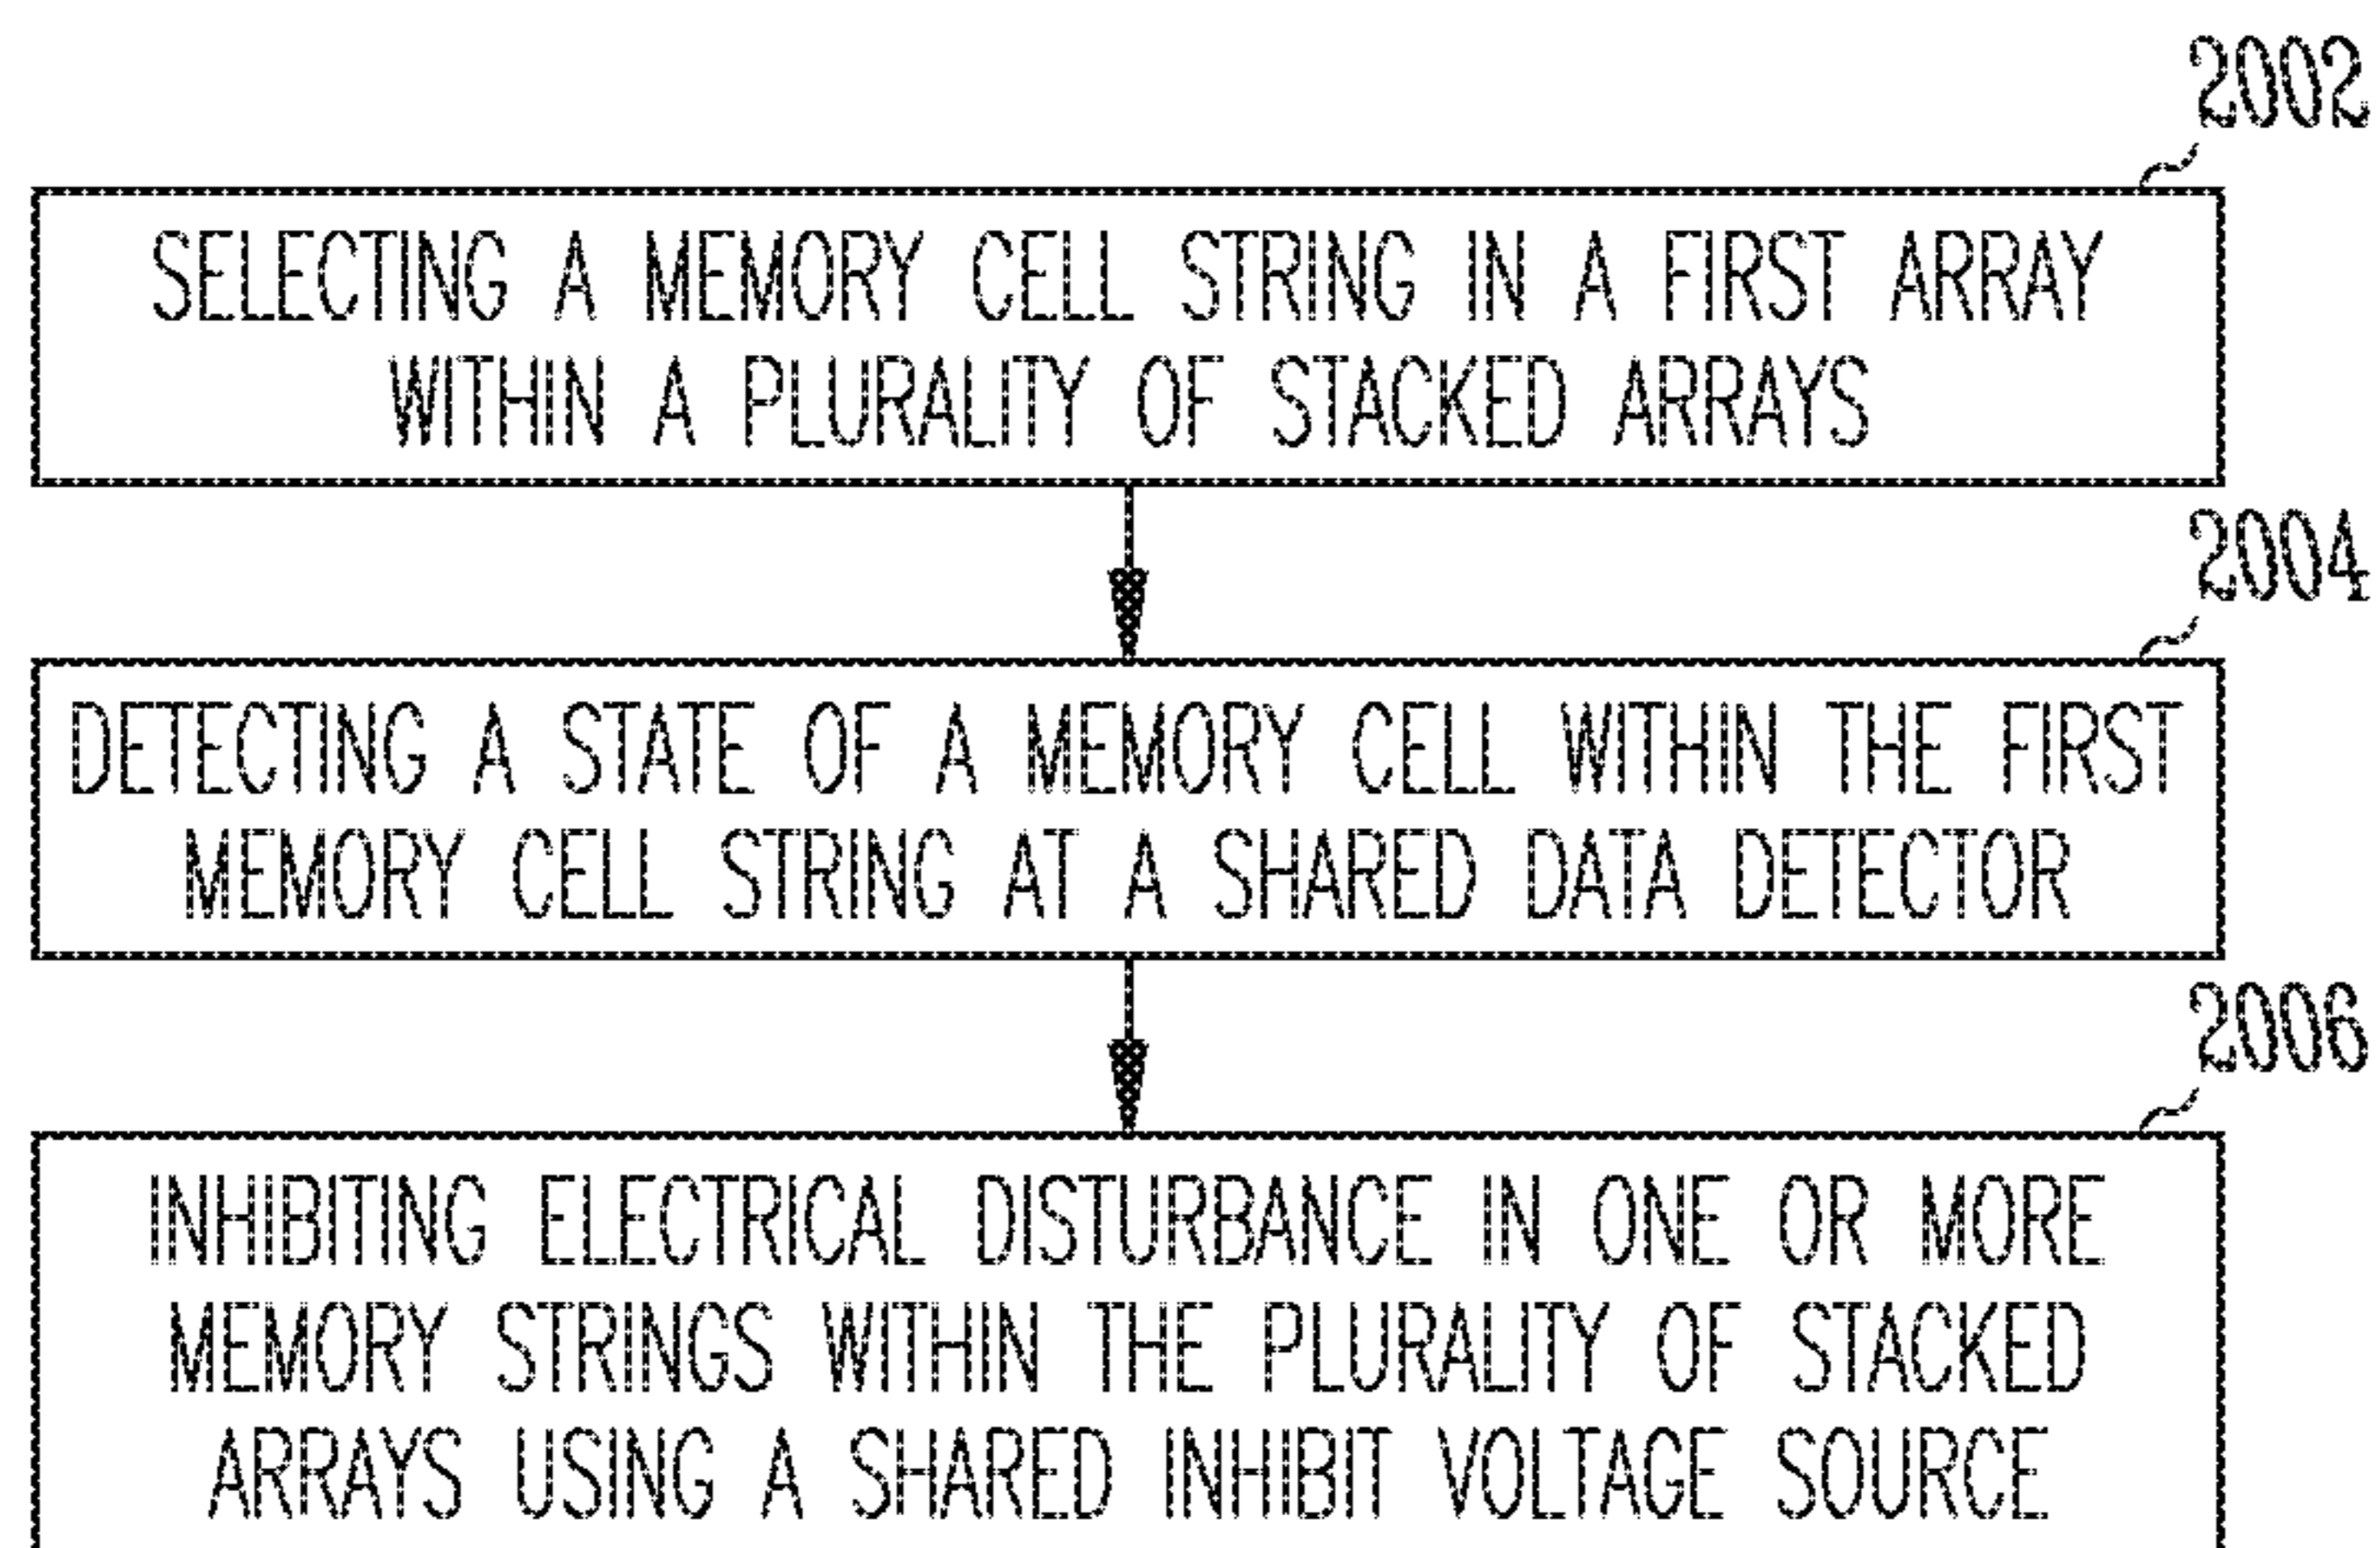 2002
SELECTING A MEMORY CELL STRING IN A FIRST ARRAY
WITHIN A PLURALITY OF STACKED ARRAYS
2004
DETECTING A STATE OF A MEMORY CELL WITHIN THE FIRST
MEMORY CELL STRING AT A SHARED DATA DETECTOR
2006
INHIBITING ELECTRICAL DISTURBANCE IN ONE OR MORE
MEMORY STRINGS WITHIN THE PLURALITY OF STACKED
ARRAYS USING A SHARED INHIBIT VOLTAGE SOURCE